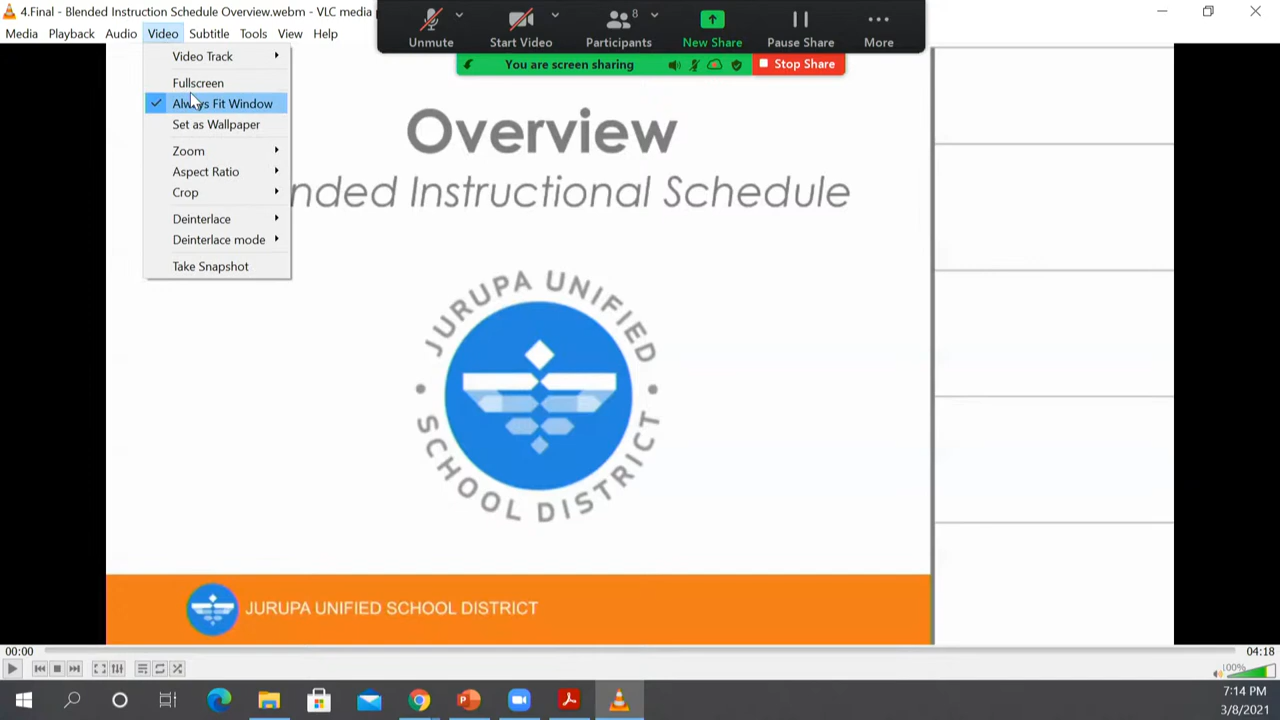 4.Final - Blended Instruction Schedule Overview.webm - VLC media
Media Playback Audio Video Subtitle Tools View Help
8
Unmute Start Video Participants New Share Pause Share More
You are screen sharing Stop Share
Video Track
Fullscreen
Always Fit Window
Set as Wallpaper
Zoom
Aspect Ratio
Crop
Deinterlace
Deinterlace mode
Take Snapshot
Overview
nded Instructional Schedule
JURUPA UNIFIED
SCHOOL DISTRICT
JURUPA UNIFIED SCHOOL DISTRICT
00:00 04:18
100%
7:14 PM
3/8/2021